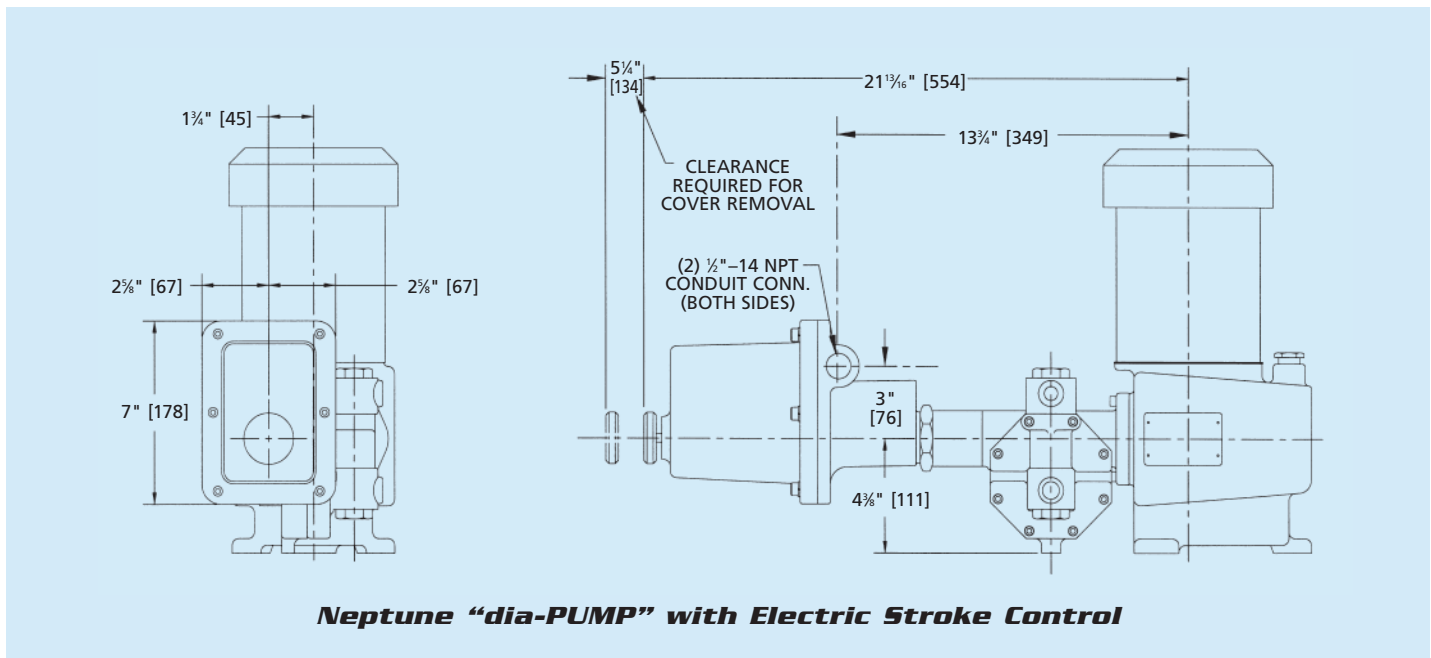 5¼"
[134]
21¹³⁄₁₆" [554]
1¾" [45]
13¾" [349]
CLEARANCE
REQUIRED FOR
COVER REMOVAL
(2) ½"–14 NPT
CONDUIT CONN.
(BOTH SIDES)
2⅝" [67]
2⅝" [67]
7" [178]
3"
[76]
4⅜" [111]
Neptune “dia-PUMP” with Electric Stroke Control